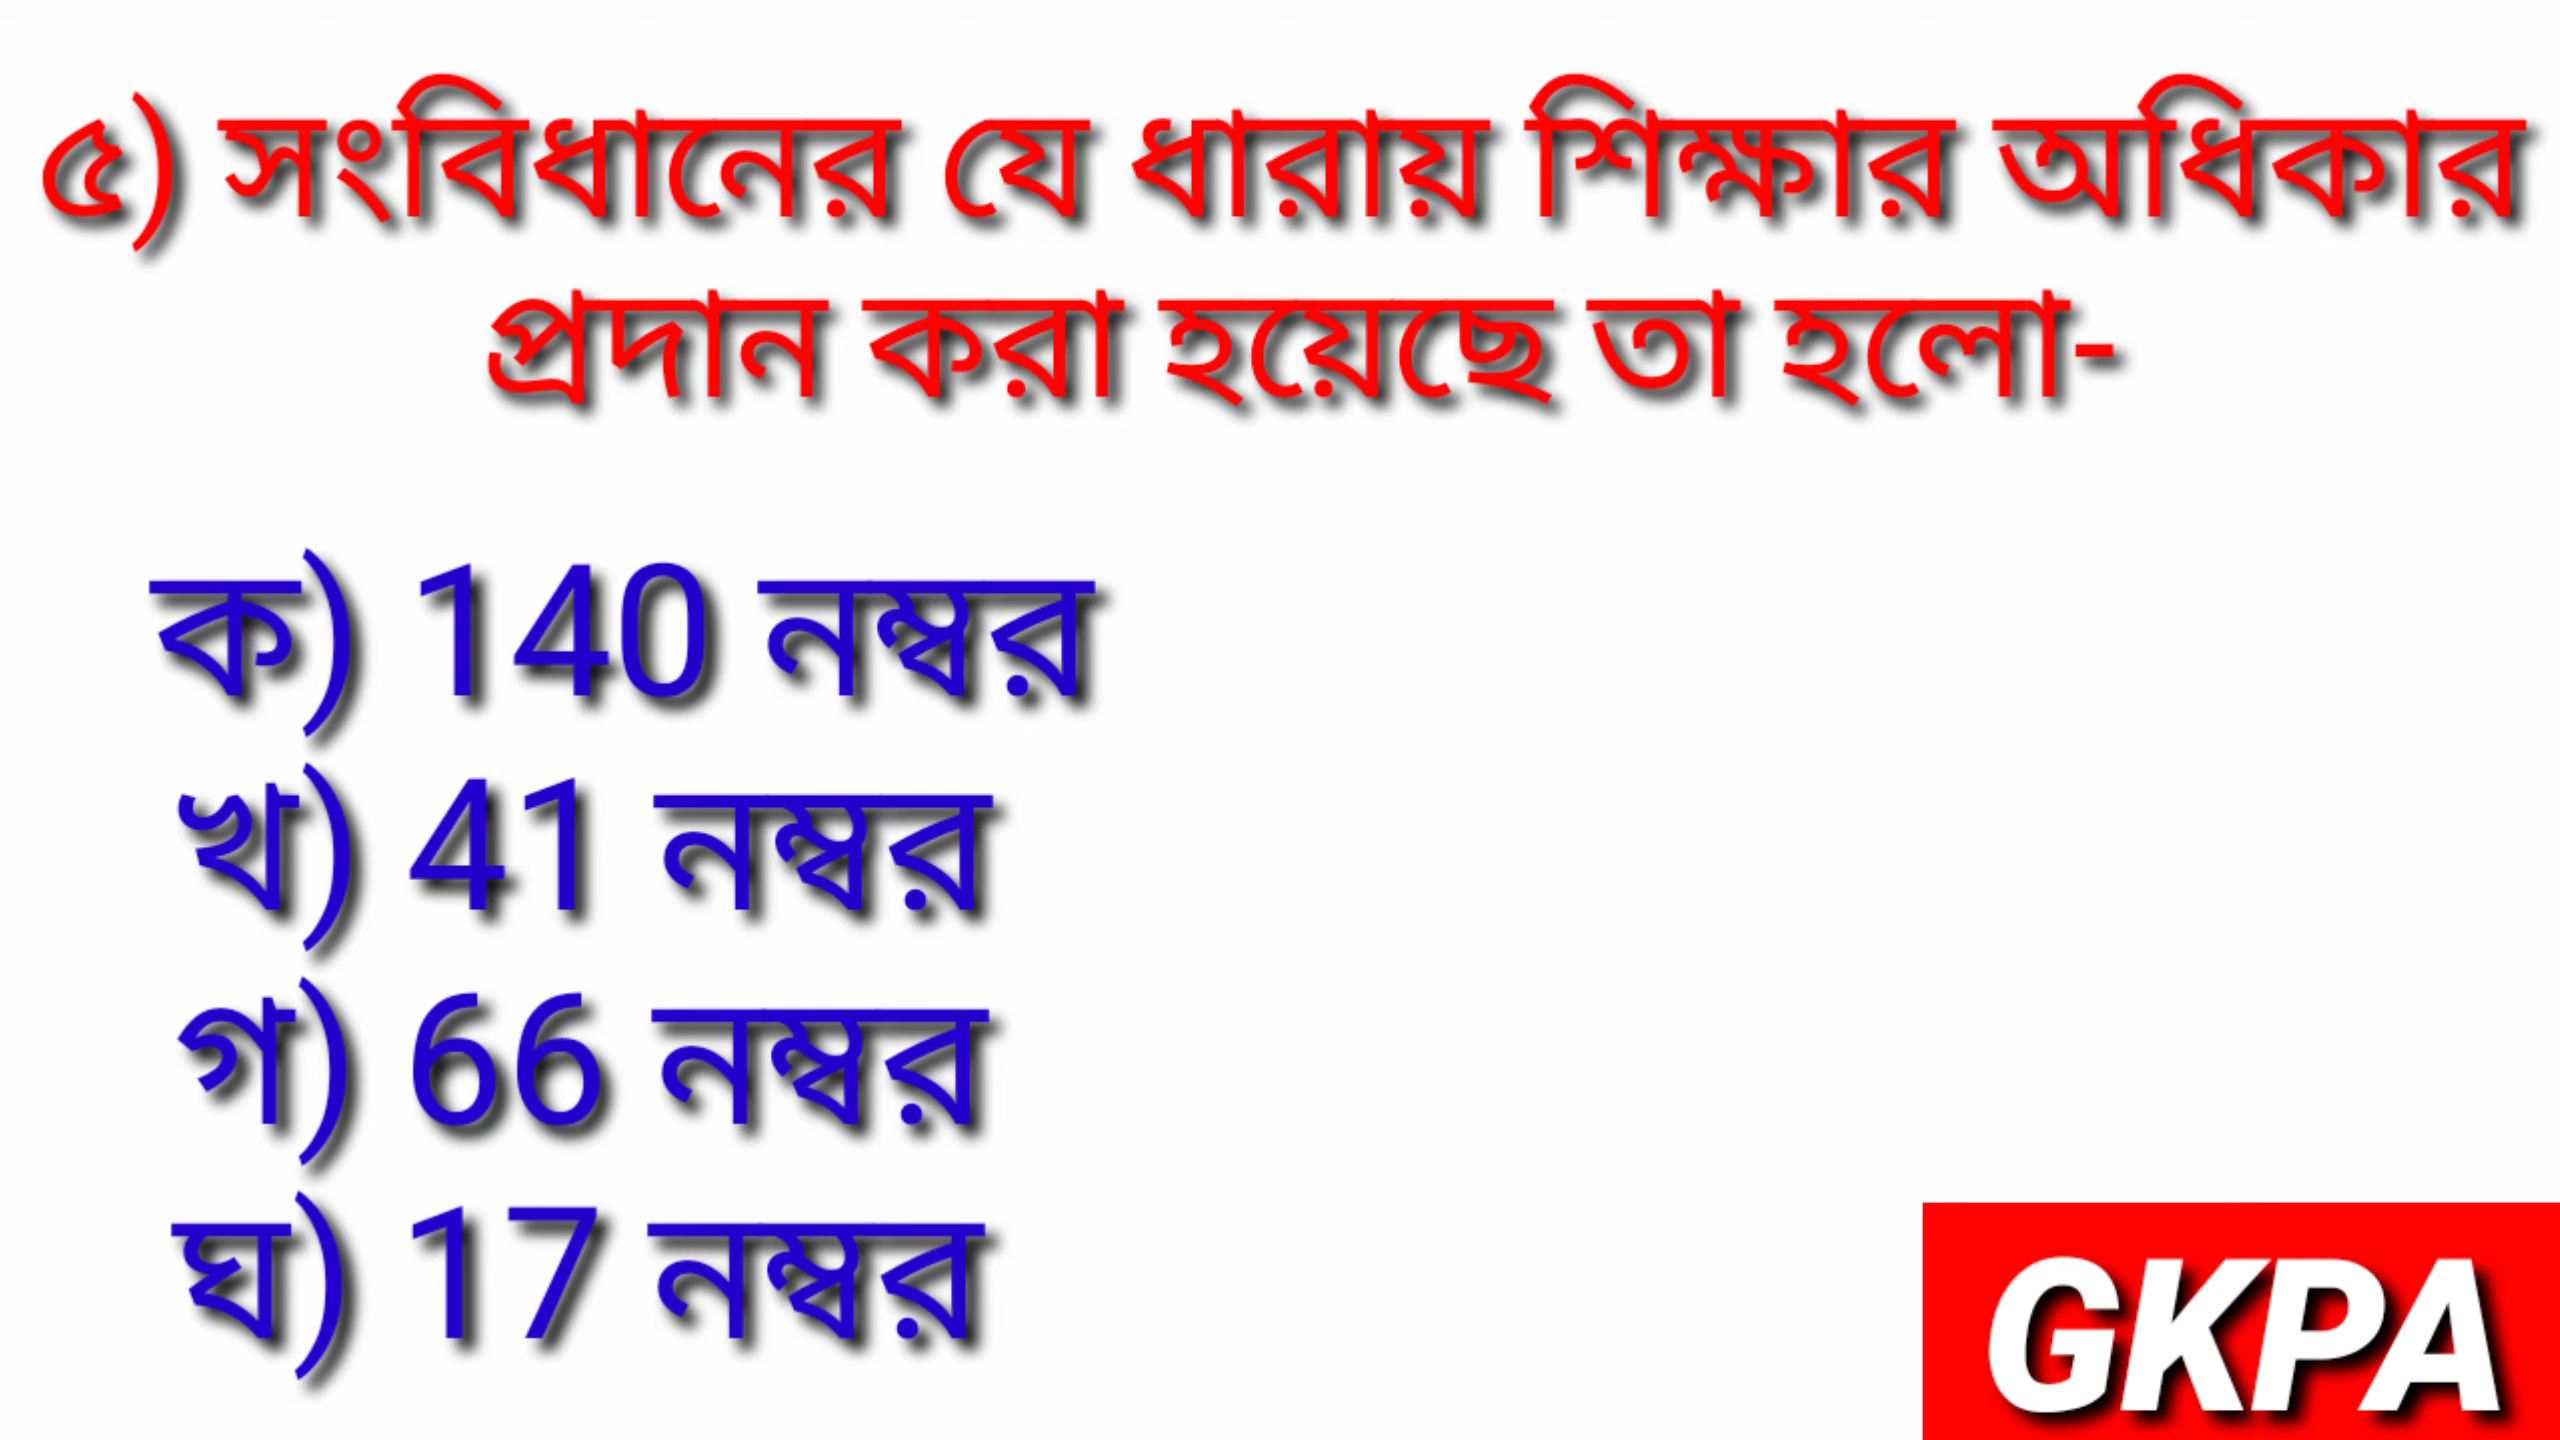 ৫) সংবিধানের যে ধারায় শিক্ষার অধিকার
প্রদান করা হয়েছে তা হলো-
ক) 140 নম্বর
খ) 41 নম্বর
গ) 66 নম্বর
ঘ) 17 নম্বর
GKPA